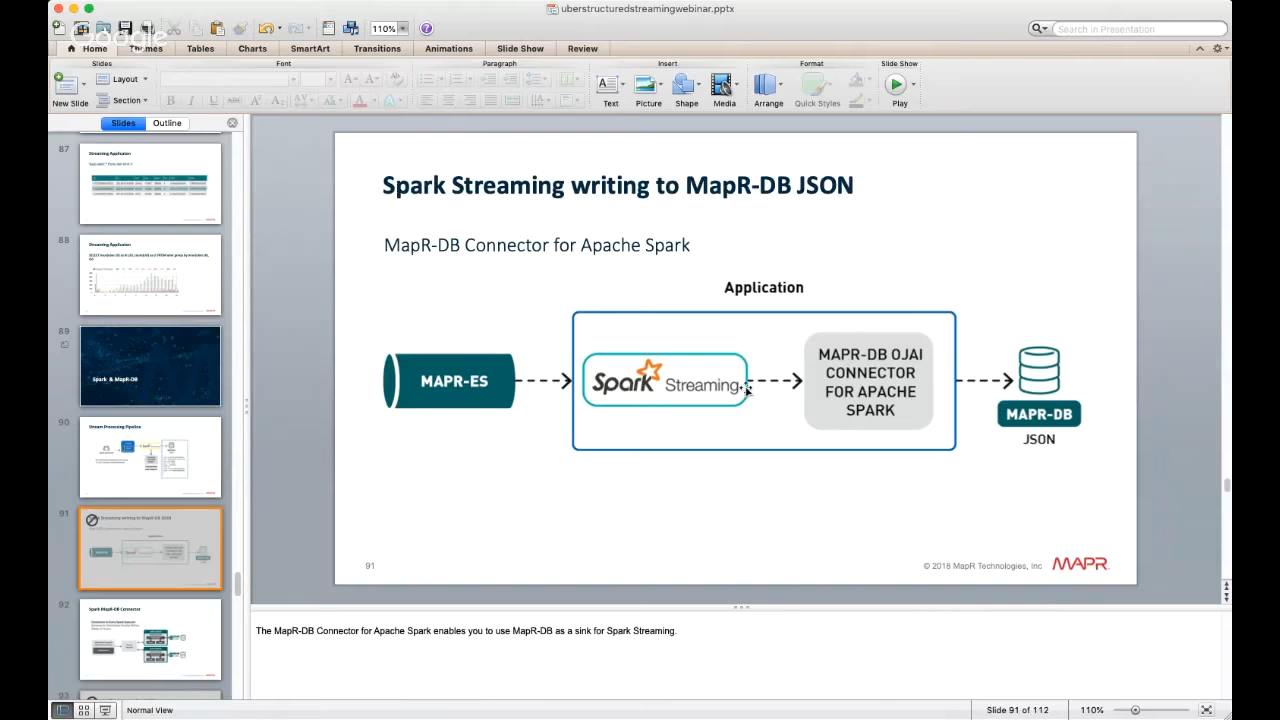 uberstructuredstreamingwebinar.pptx
110%
Search in Presentation
Google
Home
Themes
Tables
Charts
SmartArt
Transitions
Animations
Slide Show
Review
Slides
Font
Paragraph
Insert
Format
Slide Show
New Slide
Layout
Section
Text
Picture
Shape
Media
Arrange
Quick Styles
Play
Slides
Outline
87
Streaming Application
88
Streaming Application
89
Spark & MapR-DB
90
Stream Processing Pipeline
91
92
Spark MapR-DB Connector
93
Spark Streaming writing to MapR-DB JSON
MapR-DB Connector for Apache Spark
Application
MAPR-ES
Spark Streaming
MAPR-DB OJAI
CONNECTOR
FOR APACHE
SPARK
MAPR-DB
JSON
91
© 2018 MapR Technologies, Inc
MAPR
The MapR-DB Connector for Apache Spark enables you to use MapR-DB as a sink for Spark Streaming.
Normal View
Slide 91 of 112
110%